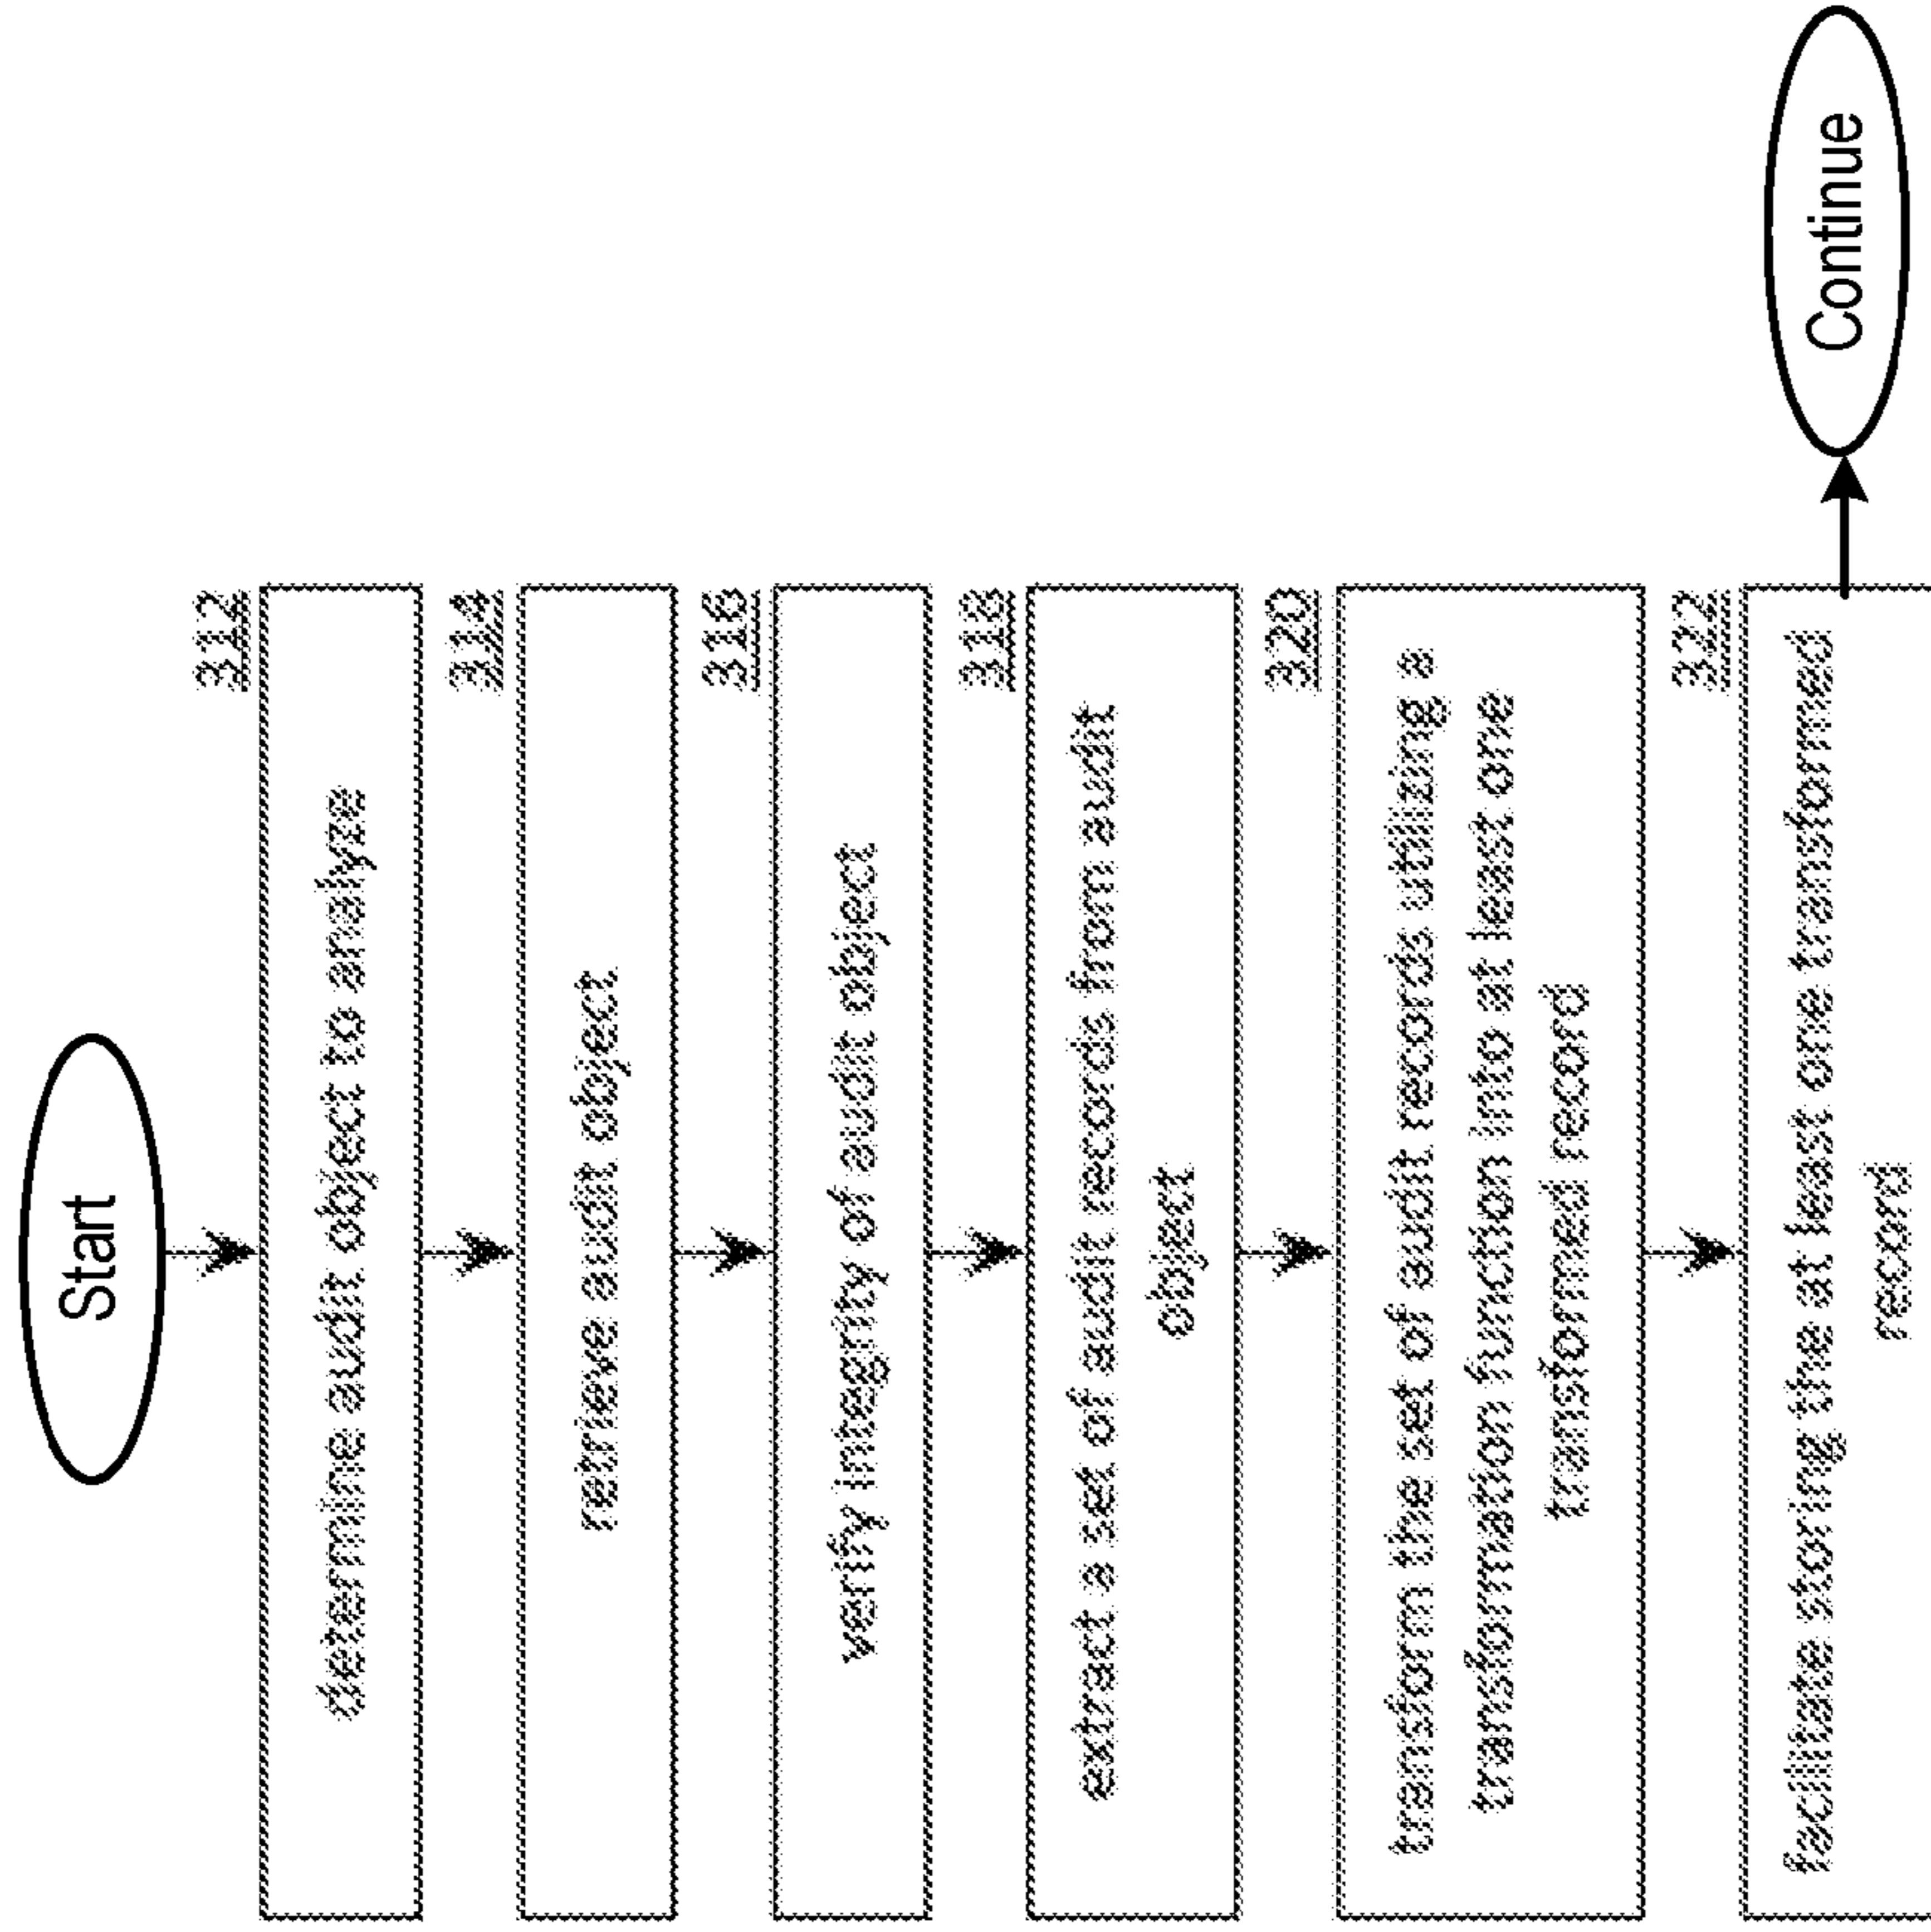 Start
312
determine audit object to analyze
314
retrieve audit object
316
verify integrity of audit object
318
extract a set of audit records from audit
object
320
transform the set of audit records utilizing a
transformation function into at least one
transformed record
322
facilitate storing the at least one transformed
record
Continue